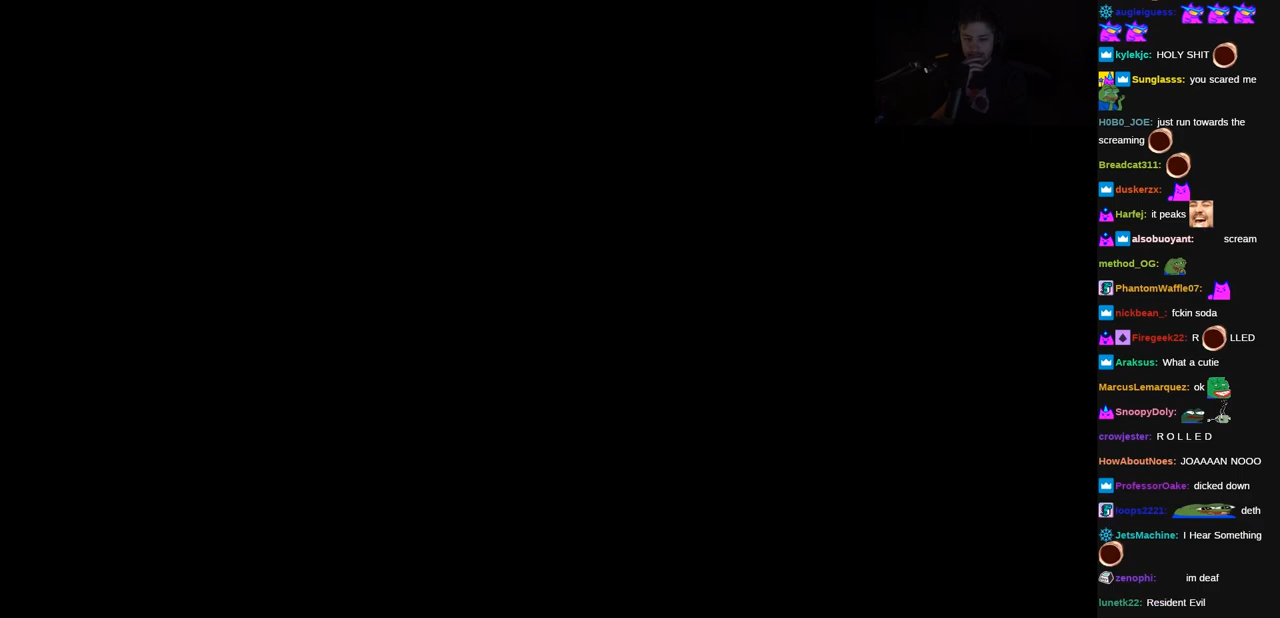 augieiguess:
kylekjc: HOLY SHIT
Sunglasss: you scared me
H0B0_JOE: just run towards the
screaming
Breadcat311:
duskerzx:
Harfej: it peaks
alsobuoyant: scream
method_OG:
PhantomWaffle07:
nickbean_: fckin soda
Firegeek22: R LLED
Araksus: What a cutie
MarcusLemarquez: ok
SnoopyDoly:
crowjester: R O L L E D
HowAboutNoes: JOAAAAN NOOO
ProfessorOake: dicked down
loops2221: deth
JetsMachine: I Hear Something
zenophi: im deaf
lunetk22: Resident Evil